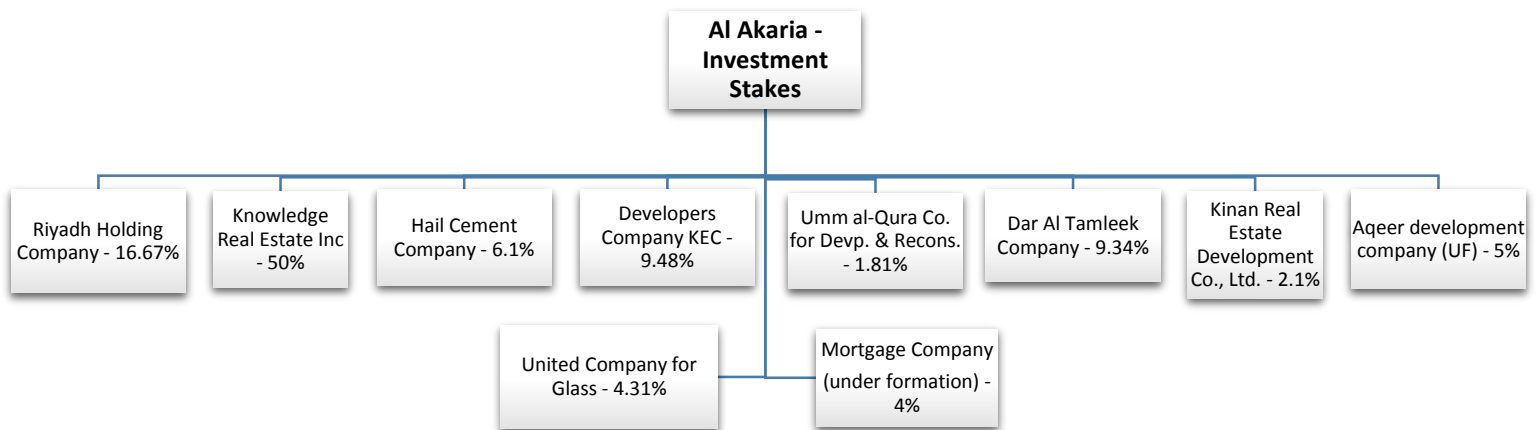 Al Akaria -
Investment
Stakes
Riyadh Holding
Company - 16.67%
Knowledge
Real Estate Inc
- 50%
Hail Cement
Company - 6.1%
Developers
Company KEC -
9.48%
Umm al-Qura Co.
for Devp. & Recons.
- 1.81%
Dar Al Tamleek
Company - 9.34%
Kinan Real
Estate
Development
Co., Ltd. - 2.1%
Aqeer development
company (UF) - 5%
United Company for
Glass - 4.31%
Mortgage Company
(under formation) -
4%